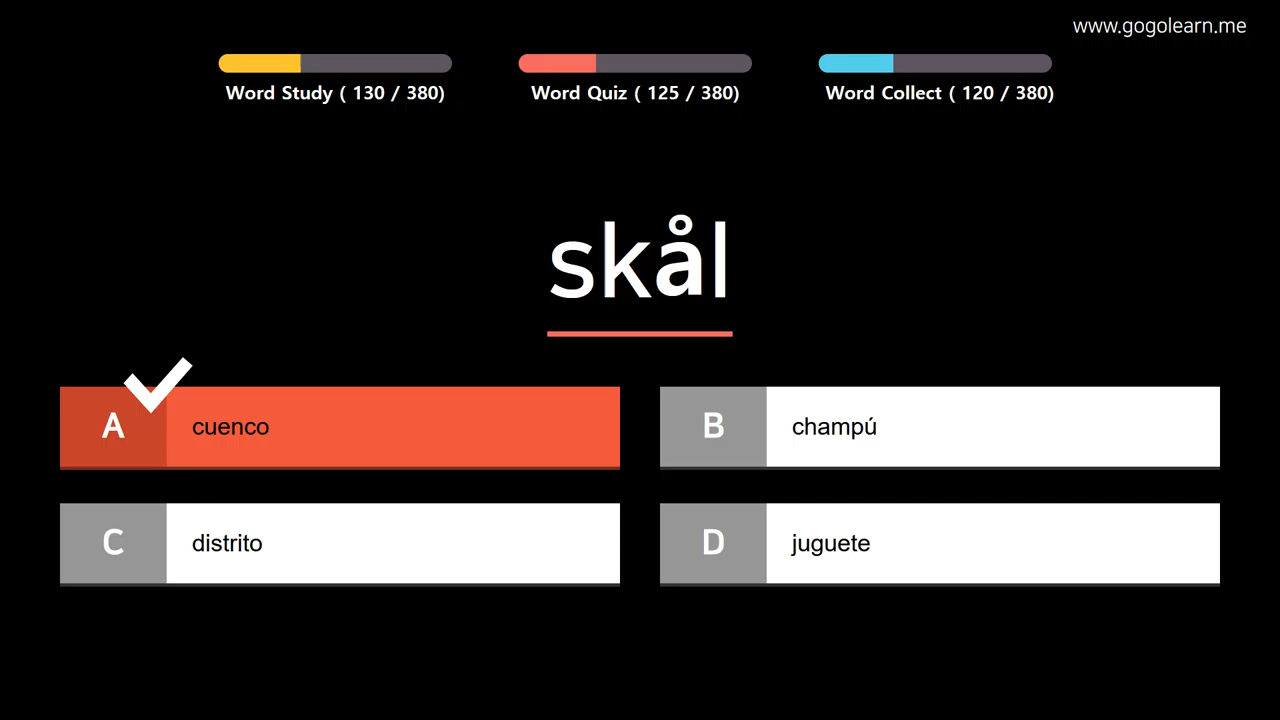 www.gogolearn.me
Word Study ( 130 / 380)
Word Quiz ( 125 / 380)
Word Collect ( 120 / 380)
skål
A cuenco
B champú
C distrito
D juguete